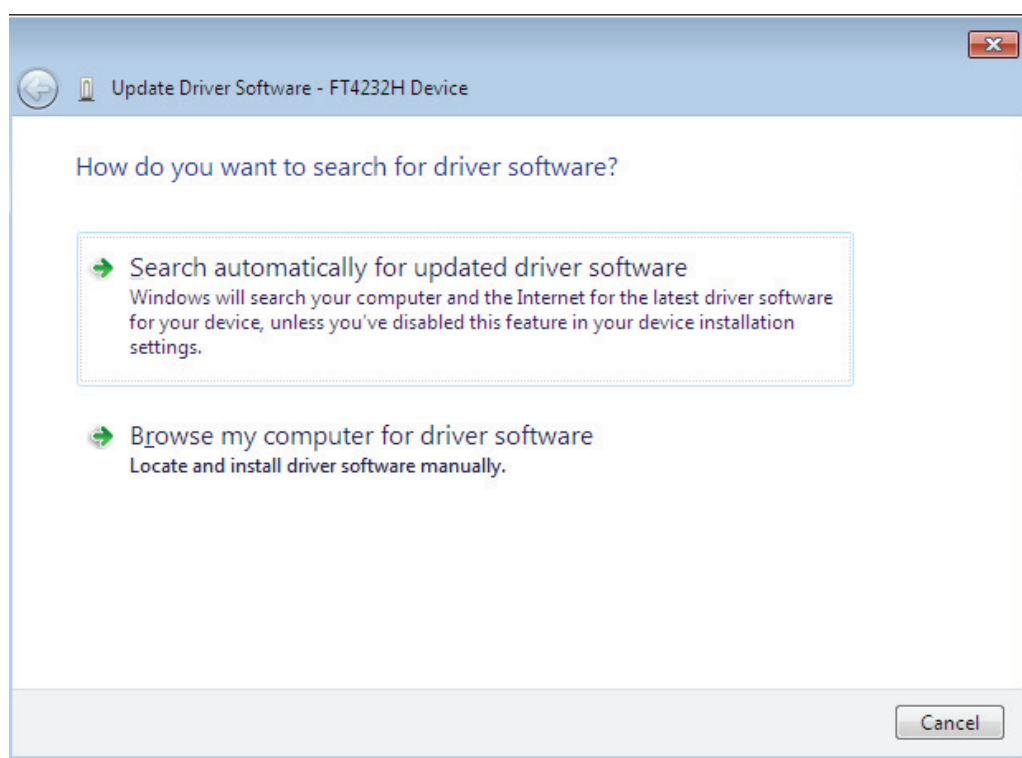 Update Driver Software - FT4232H Device
How do you want to search for driver software?
Search automatically for updated driver software
Windows will search your computer and the Internet for the latest driver software
for your device, unless you've disabled this feature in your device installation
settings.
Browse my computer for driver software
Locate and install driver software manually.
Cancel